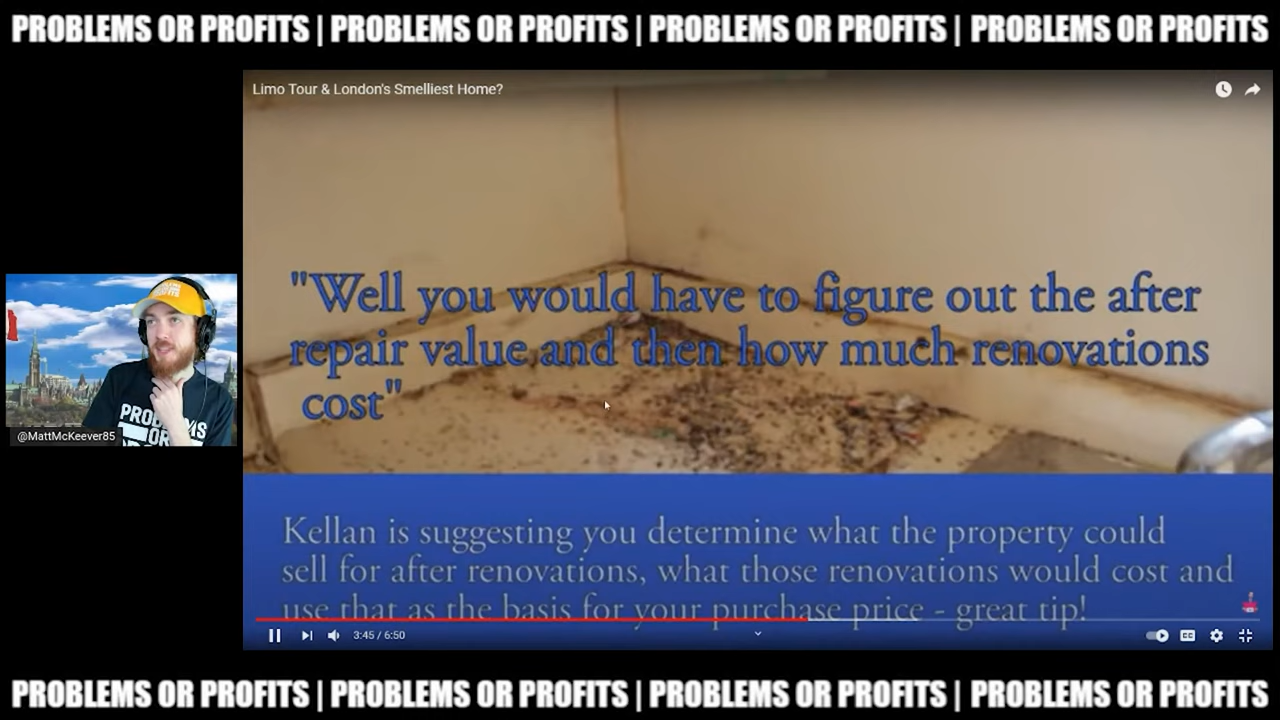 PROBLEMS OR PROFITS | PROBLEMS OR PROFITS | PROBLEMS OR PROFITS | PROBLEMS OR PROFITS
Limo Tour & London's Smelliest Home?
"Well you would have to figure out the after
repair value and then how much renovations
cost"
PROBLEMS
OR
@MattMcKeever85
Kellan is suggesting you determine what the property could
sell for after renovations, what those renovations would cost and
use that as the basis for your purchase price - great tip!
3:45 / 6:50
CC
PROBLEMS OR PROFITS | PROBLEMS OR PROFITS | PROBLEMS OR PROFITS | PROBLEMS OR PROFITS